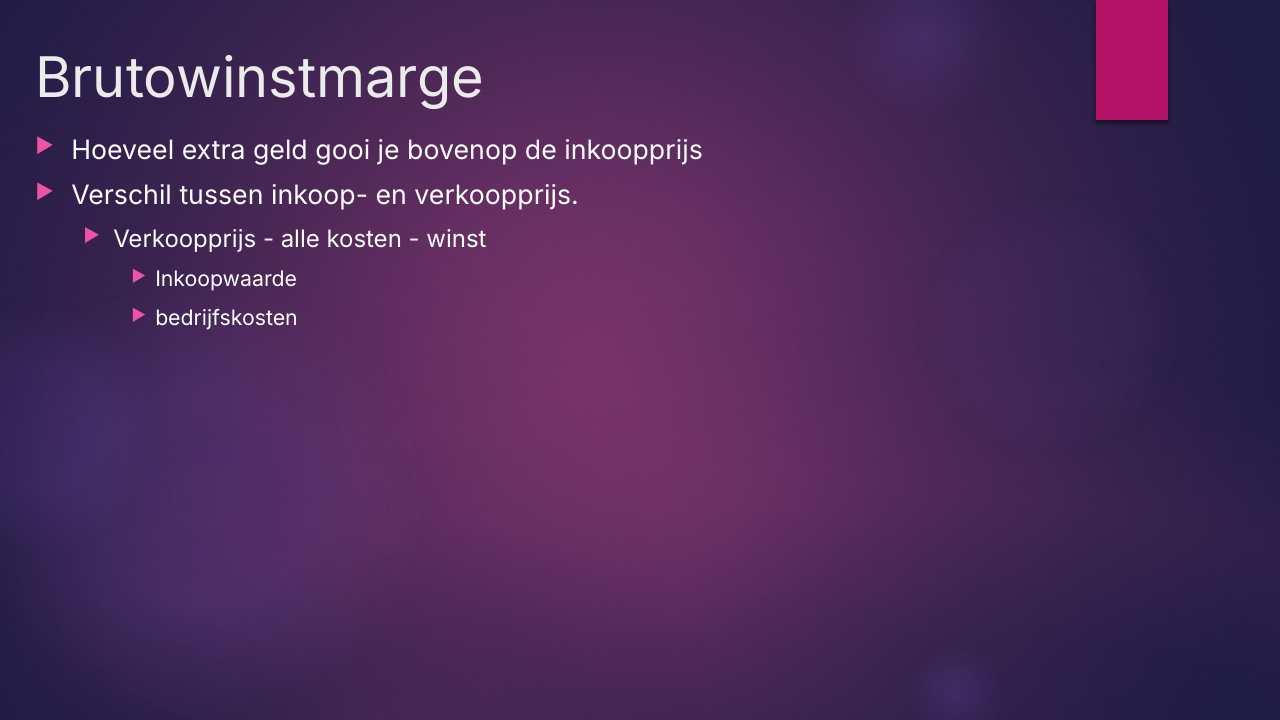 Brutowinstmarge
Hoeveel extra geld gooi je bovenop de inkoopprijs
Verschil tussen inkoop- en verkoopprijs.
Verkoopprijs - alle kosten - winst
Inkoopwaarde
bedrijfskosten